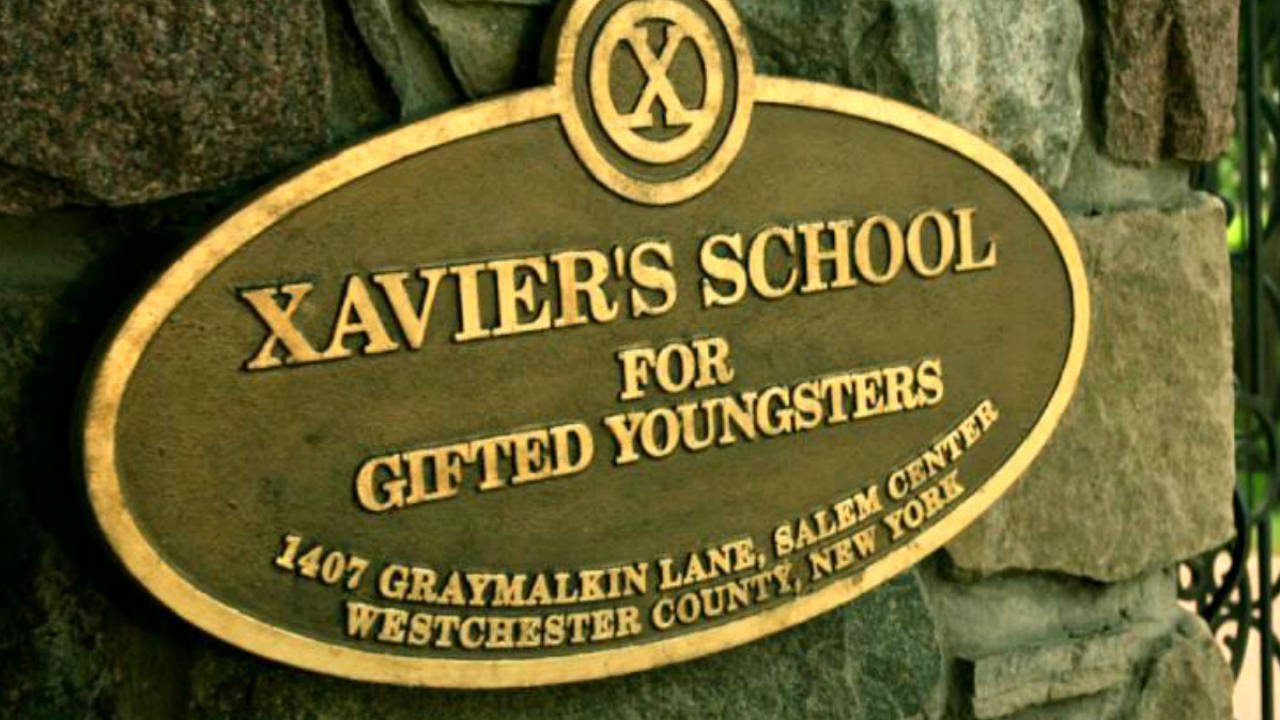 X
XAVIER'S SCHOOL
FOR
GIFTED YOUNGSTERS
1407 GRAYMALKIN LANE, SALEM CENTER
WESTCHESTER COUNTY, NEW YORK